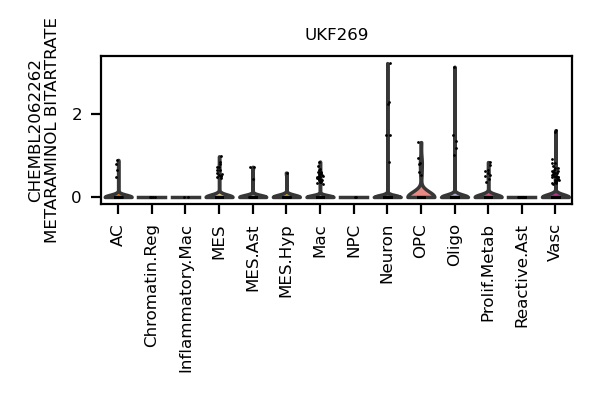 UKF269
CHEMBL2062262
METARAMINOL BITARTRATE
2
0
AC
Chromatin.Reg
Inflammatory.Mac
MES
MES.Ast
MES.Hyp
Mac
NPC
Neuron
OPC
Oligo
Prolif.Metab
Reactive.Ast
Vasc